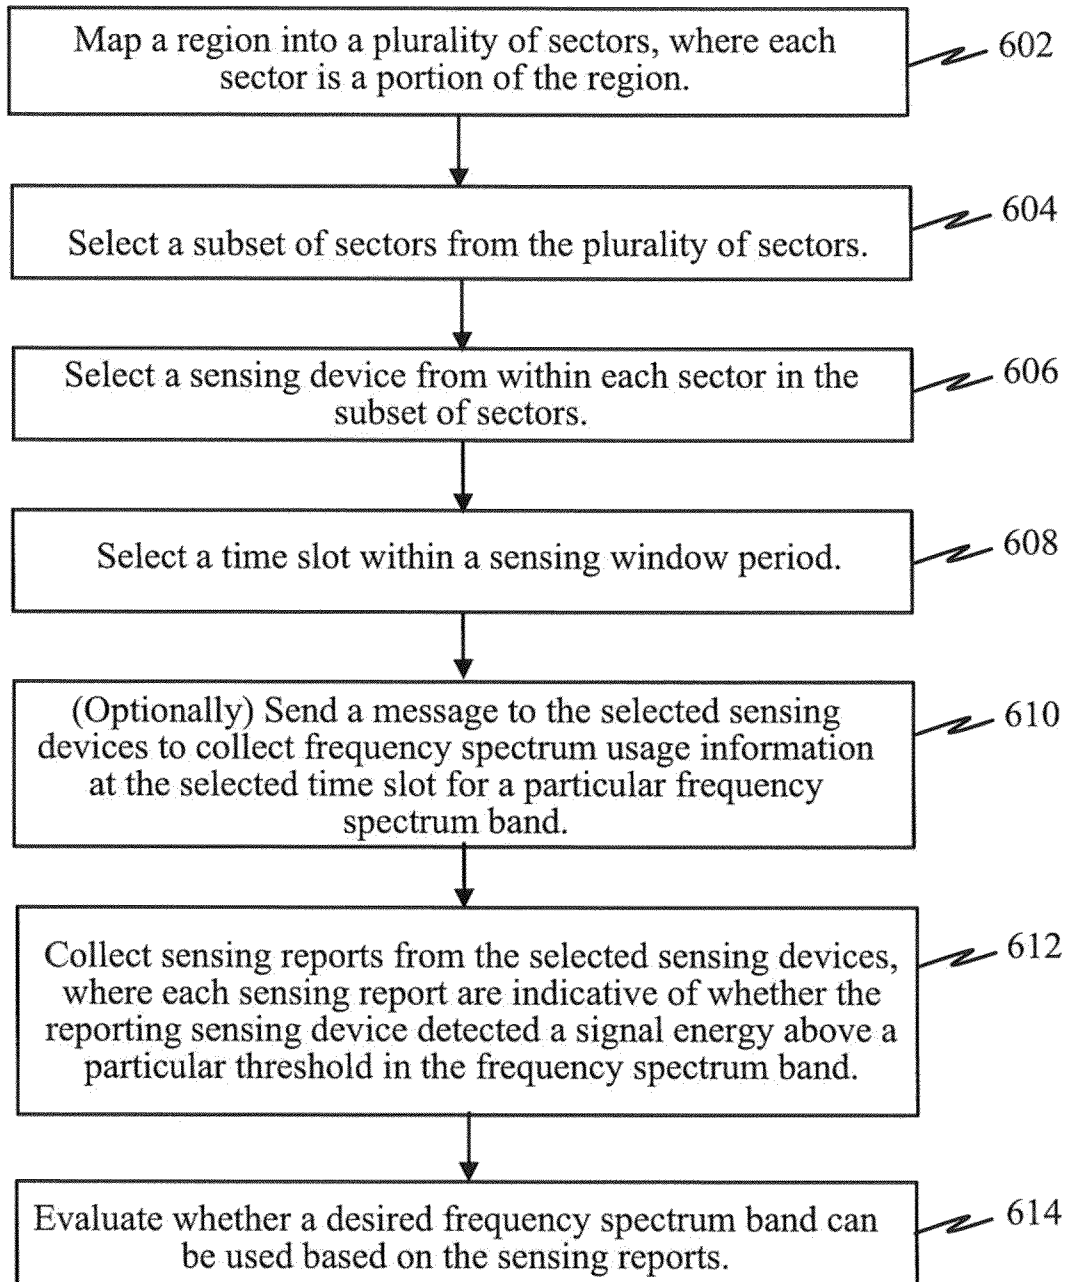 Map a region into a plurality of sectors, where each
sector is a portion of the region.
602
Select a subset of sectors from the plurality of sectors.
604
Select a sensing device from within each sector in the
subset of sectors.
606
Select a time slot within a sensing window period.
608
(Optionally) Send a message to the selected sensing
devices to collect frequency spectrum usage information
at the selected time slot for a particular frequency
spectrum band.
610
Collect sensing reports from the selected sensing devices,
where each sensing report are indicative of whether the
reporting sensing device detected a signal energy above a
particular threshold in the frequency spectrum band.
612
Evaluate whether a desired frequency spectrum band can
be used based on the sensing reports.
614